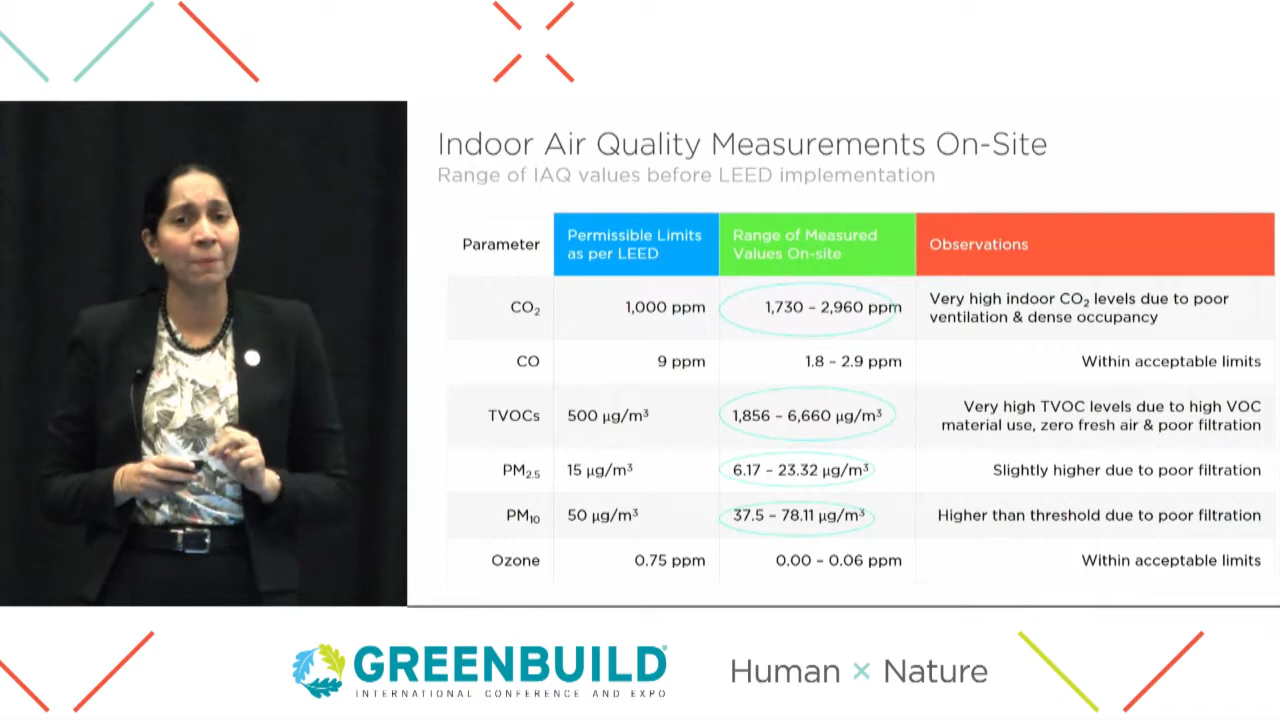 Indoor Air Quality Measurements On-Site
Range of IAQ values before LEED implementation
Parameter
Permissible Limits
as per LEED
Range of Measured
Values On-site
Observations
CO₂
1,000 ppm
1,730 – 2,960 ppm
Very high indoor CO₂ levels due to poor
ventilation & dense occupancy
CO
9 ppm
1.8 – 2.9 ppm
Within acceptable limits
TVOCs
500 µg/m³
1,856 – 6,660 µg/m³
Very high TVOC levels due to high VOC
material use, zero fresh air & poor filtration
PM₂.₅
15 µg/m³
6.17 – 23.32 µg/m³
Slightly higher due to poor filtration
PM₁₀
50 µg/m³
37.5 – 78.11 µg/m³
Higher than threshold due to poor filtration
Ozone
0.75 ppm
0.00 – 0.06 ppm
Within acceptable limits
GREENBUILD®
INTERNATIONAL CONFERENCE AND EXPO
Human × Nature